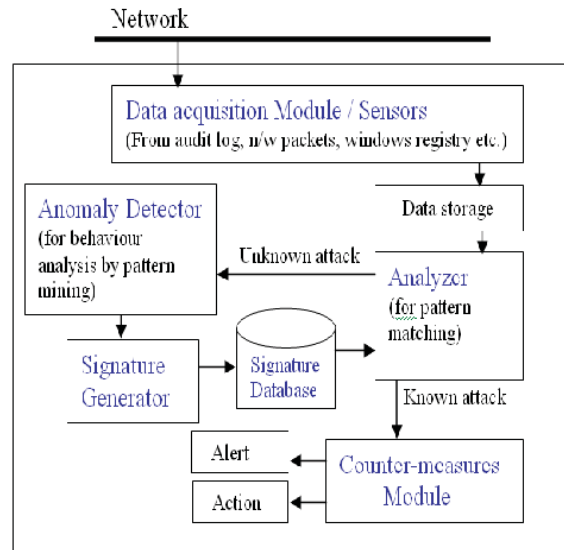 Network
Data acquisition Module / Sensors
(From audit log, n/w packets, windows registry etc.)
Anomaly Detector
(for behaviour
analysis by pattern
mining)
Data storage
Unknown attack
Analyzer
(for pattern
matching)
Signature
Generator
Signature
Database
Known attack
Alert
Action
Counter-measures
Module